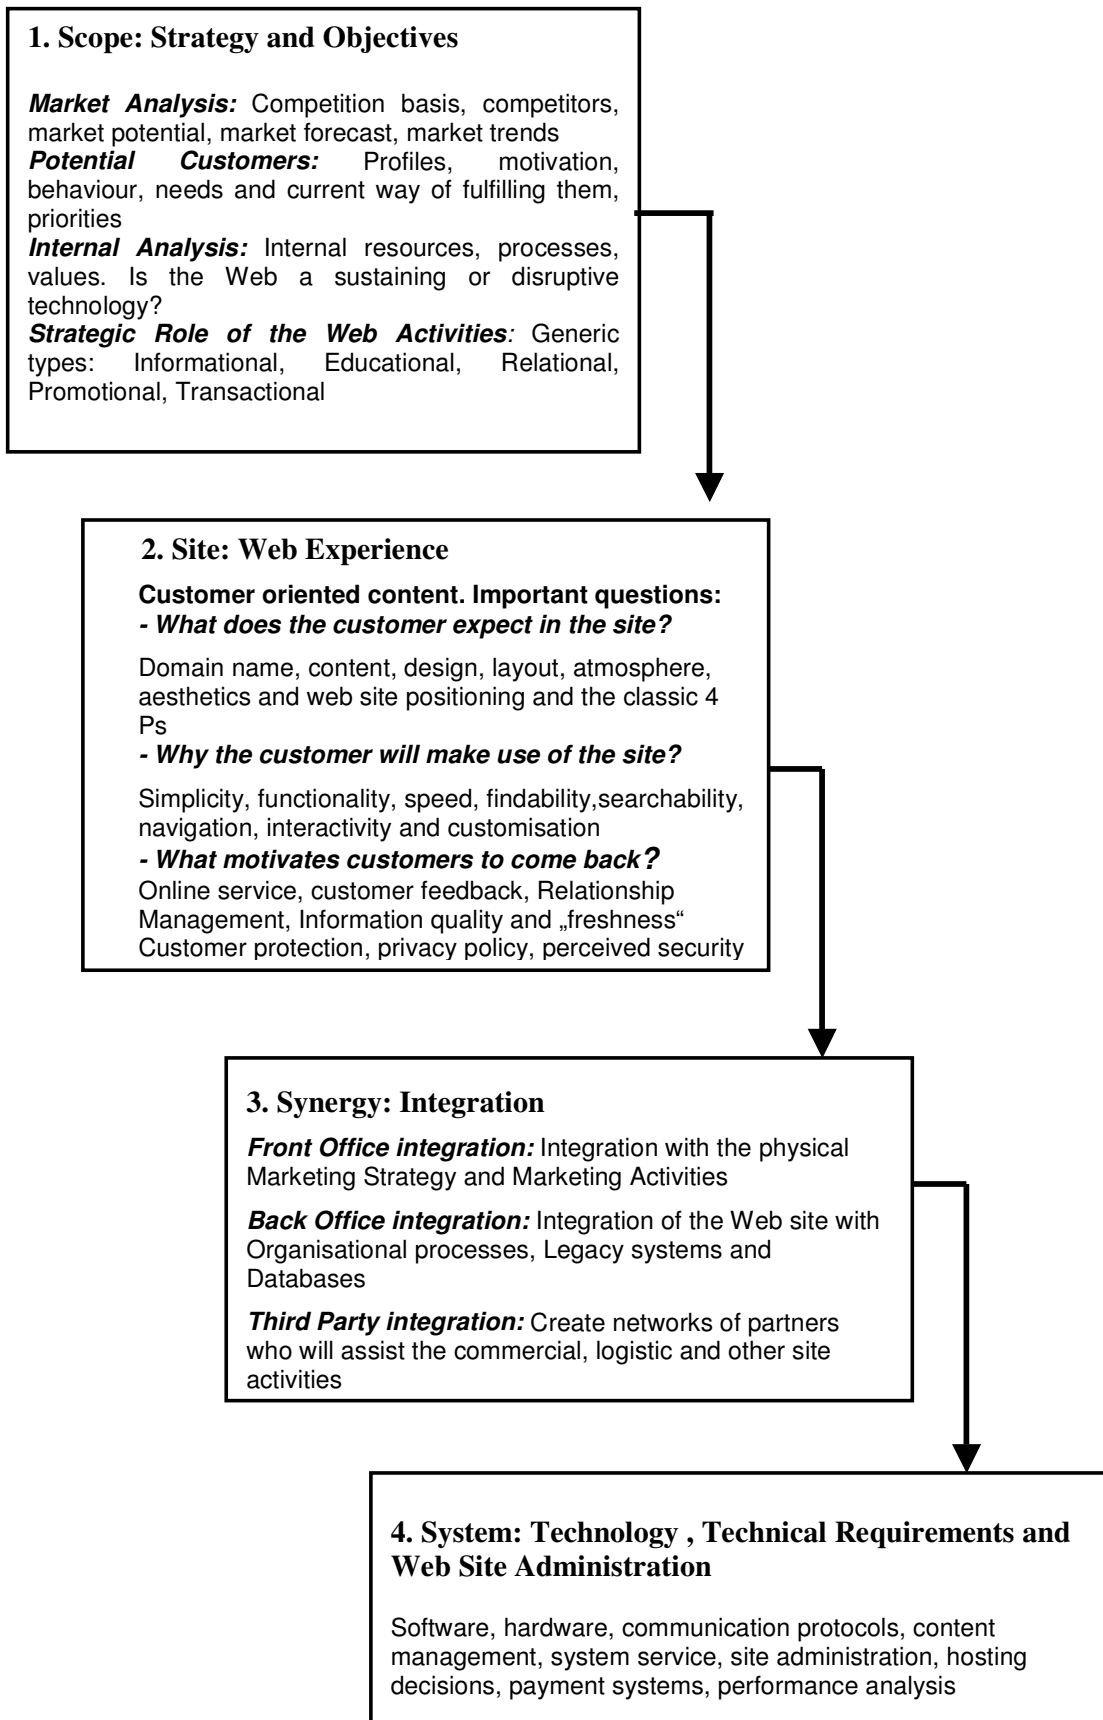 1. Scope: Strategy and Objectives
Market Analysis: Competition basis, competitors,
market potential, market forecast, market trends
Potential Customers: Profiles, motivation,
behaviour, needs and current way of fulfilling them,
priorities
Internal Analysis: Internal resources, processes,
values. Is the Web a sustaining or disruptive
technology?
Strategic Role of the Web Activities: Generic
types: Informational, Educational, Relational,
Promotional, Transactional
2. Site: Web Experience
Customer oriented content. Important questions:
- What does the customer expect in the site?
Domain name, content, design, layout, atmosphere,
aesthetics and web site positioning and the classic 4
Ps
- Why the customer will make use of the site?
Simplicity, functionality, speed, findability,searchability,
navigation, interactivity and customisation
- What motivates customers to come back?
Online service, customer feedback, Relationship
Management, Information quality and „freshness“
Customer protection, privacy policy, perceived security
3. Synergy: Integration
Front Office integration: Integration with the physical
Marketing Strategy and Marketing Activities
Back Office integration: Integration of the Web site with
Organisational processes, Legacy systems and
Databases
Third Party integration: Create networks of partners
who will assist the commercial, logistic and other site
activities
4. System: Technology , Technical Requirements and
Web Site Administration
Software, hardware, communication protocols, content
management, system service, site administration, hosting
decisions, payment systems, performance analysis